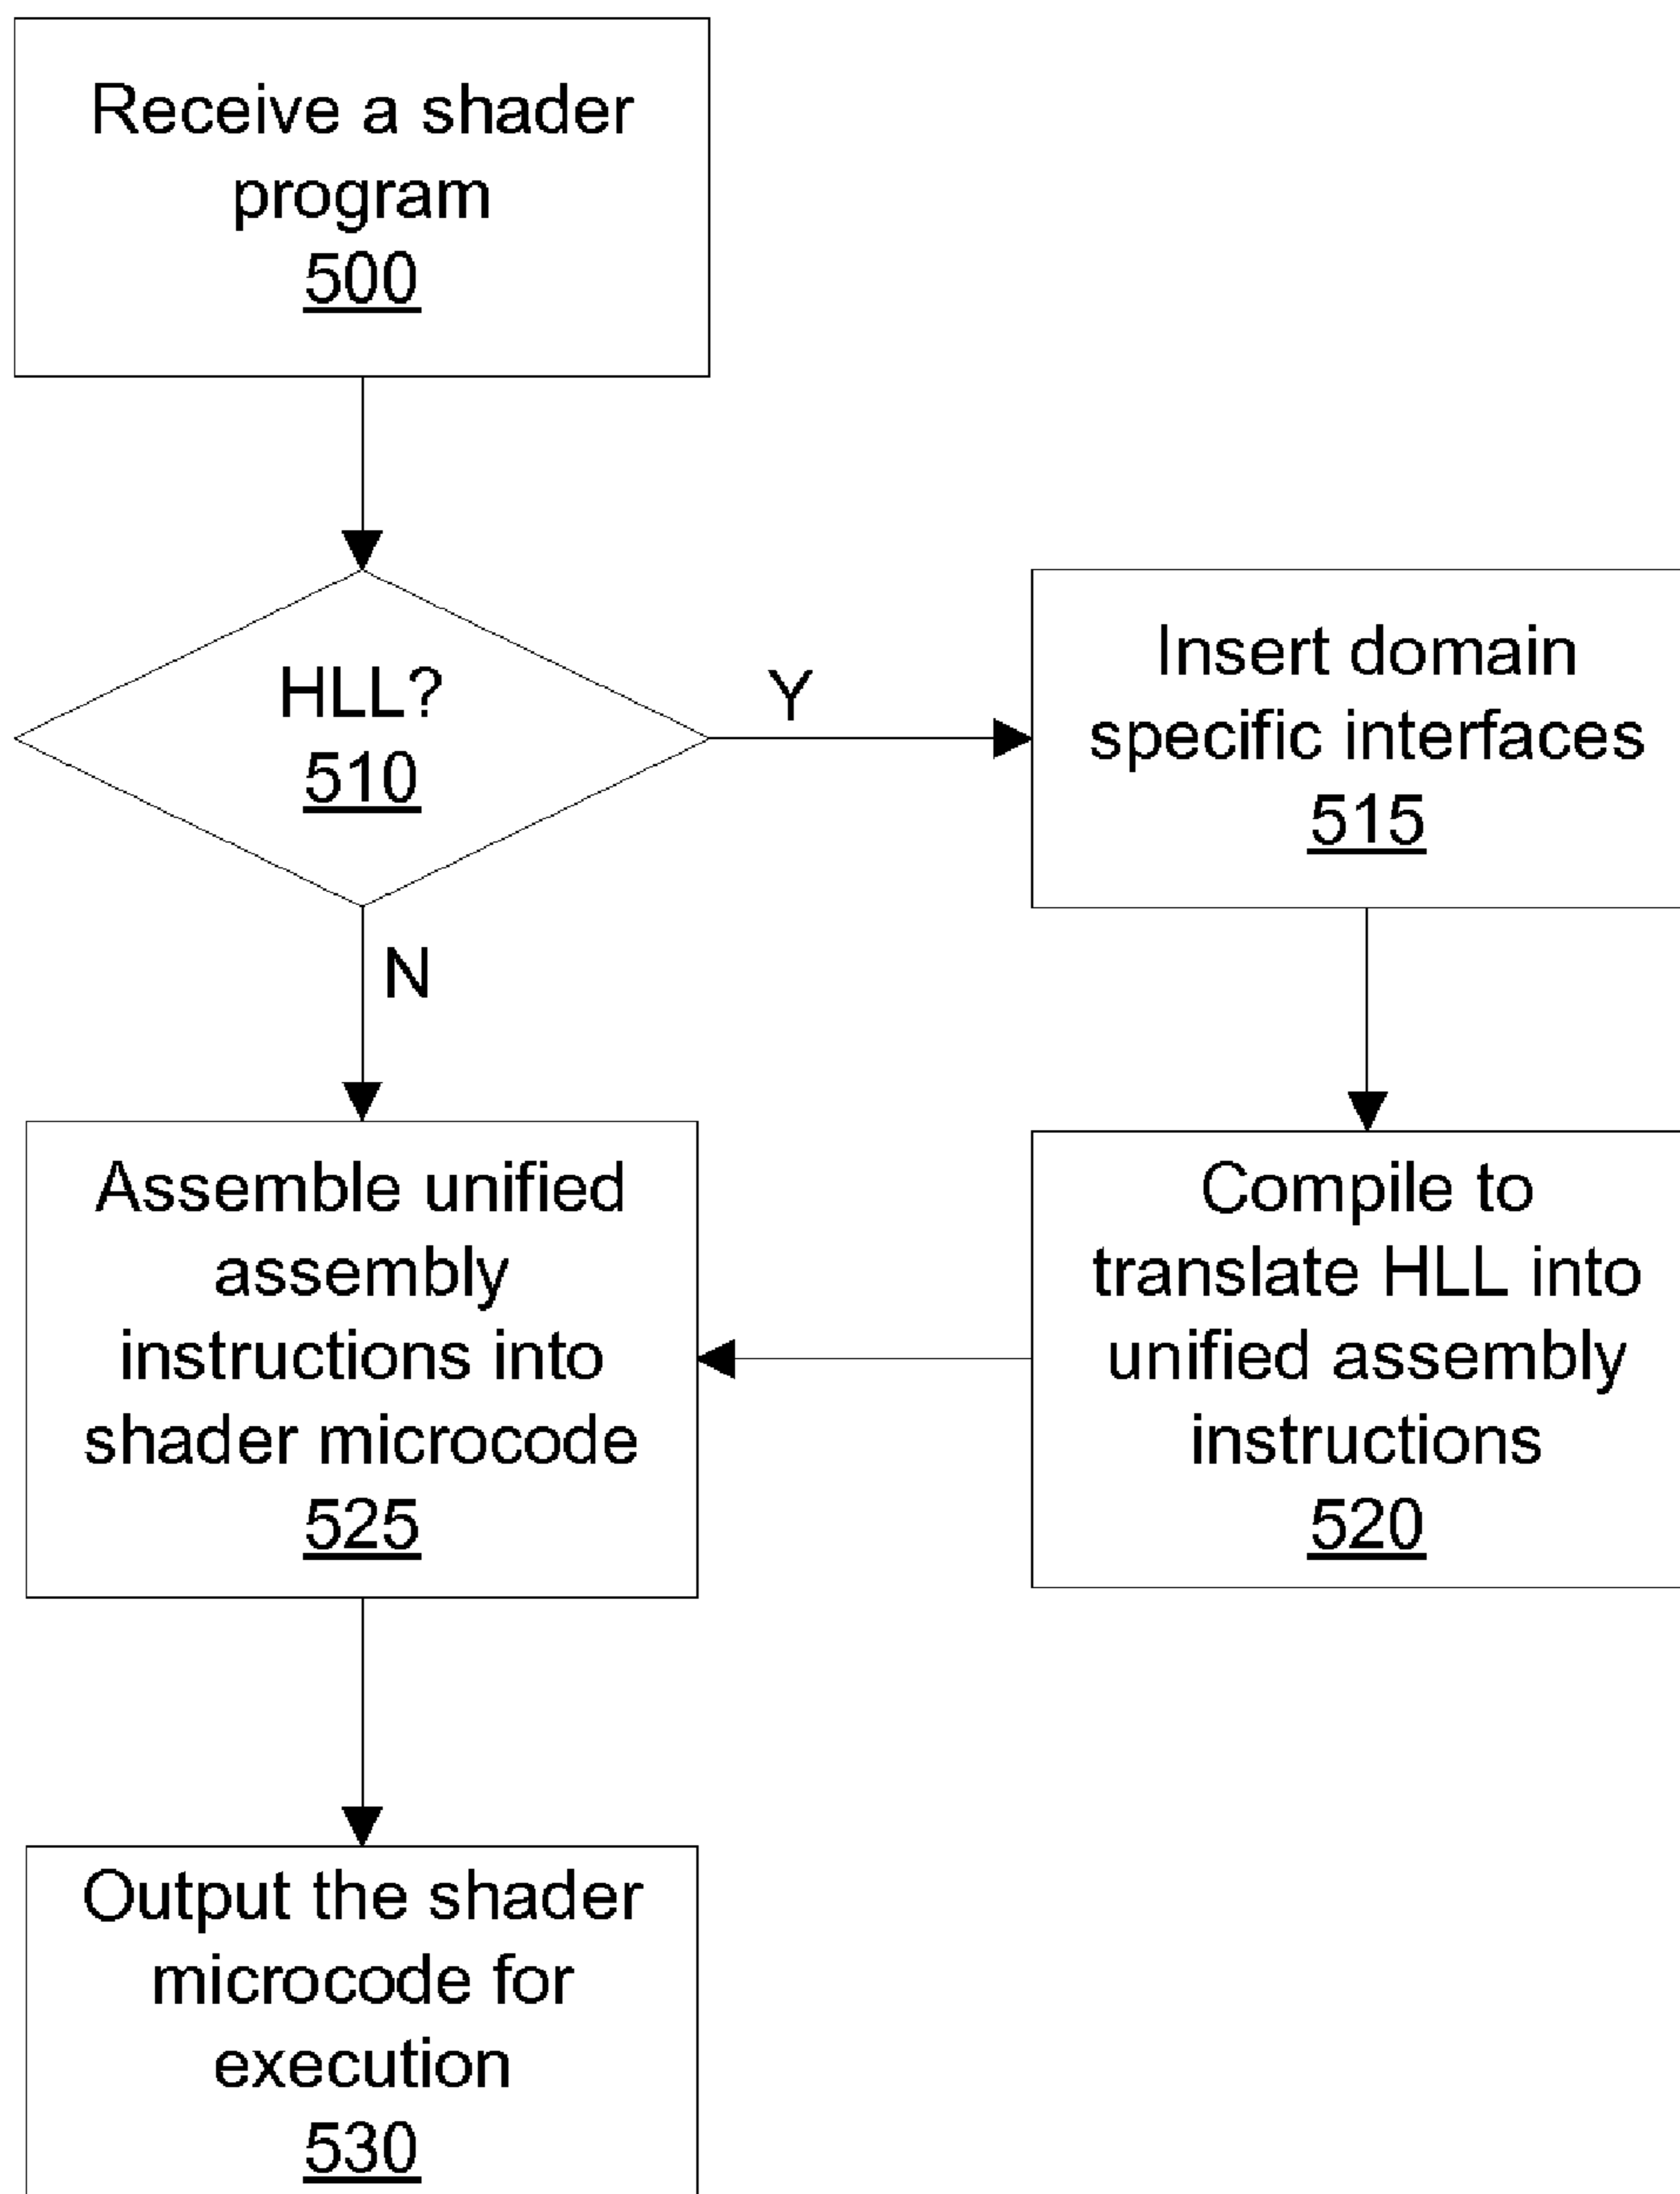 Receive a shader
program
500
HLL?
510
Y
Insert domain
specific interfaces
515
N
Assemble unified
assembly
instructions into
shader microcode
525
Compile to
translate HLL into
unified assembly
instructions
520
Output the shader
microcode for
execution
530